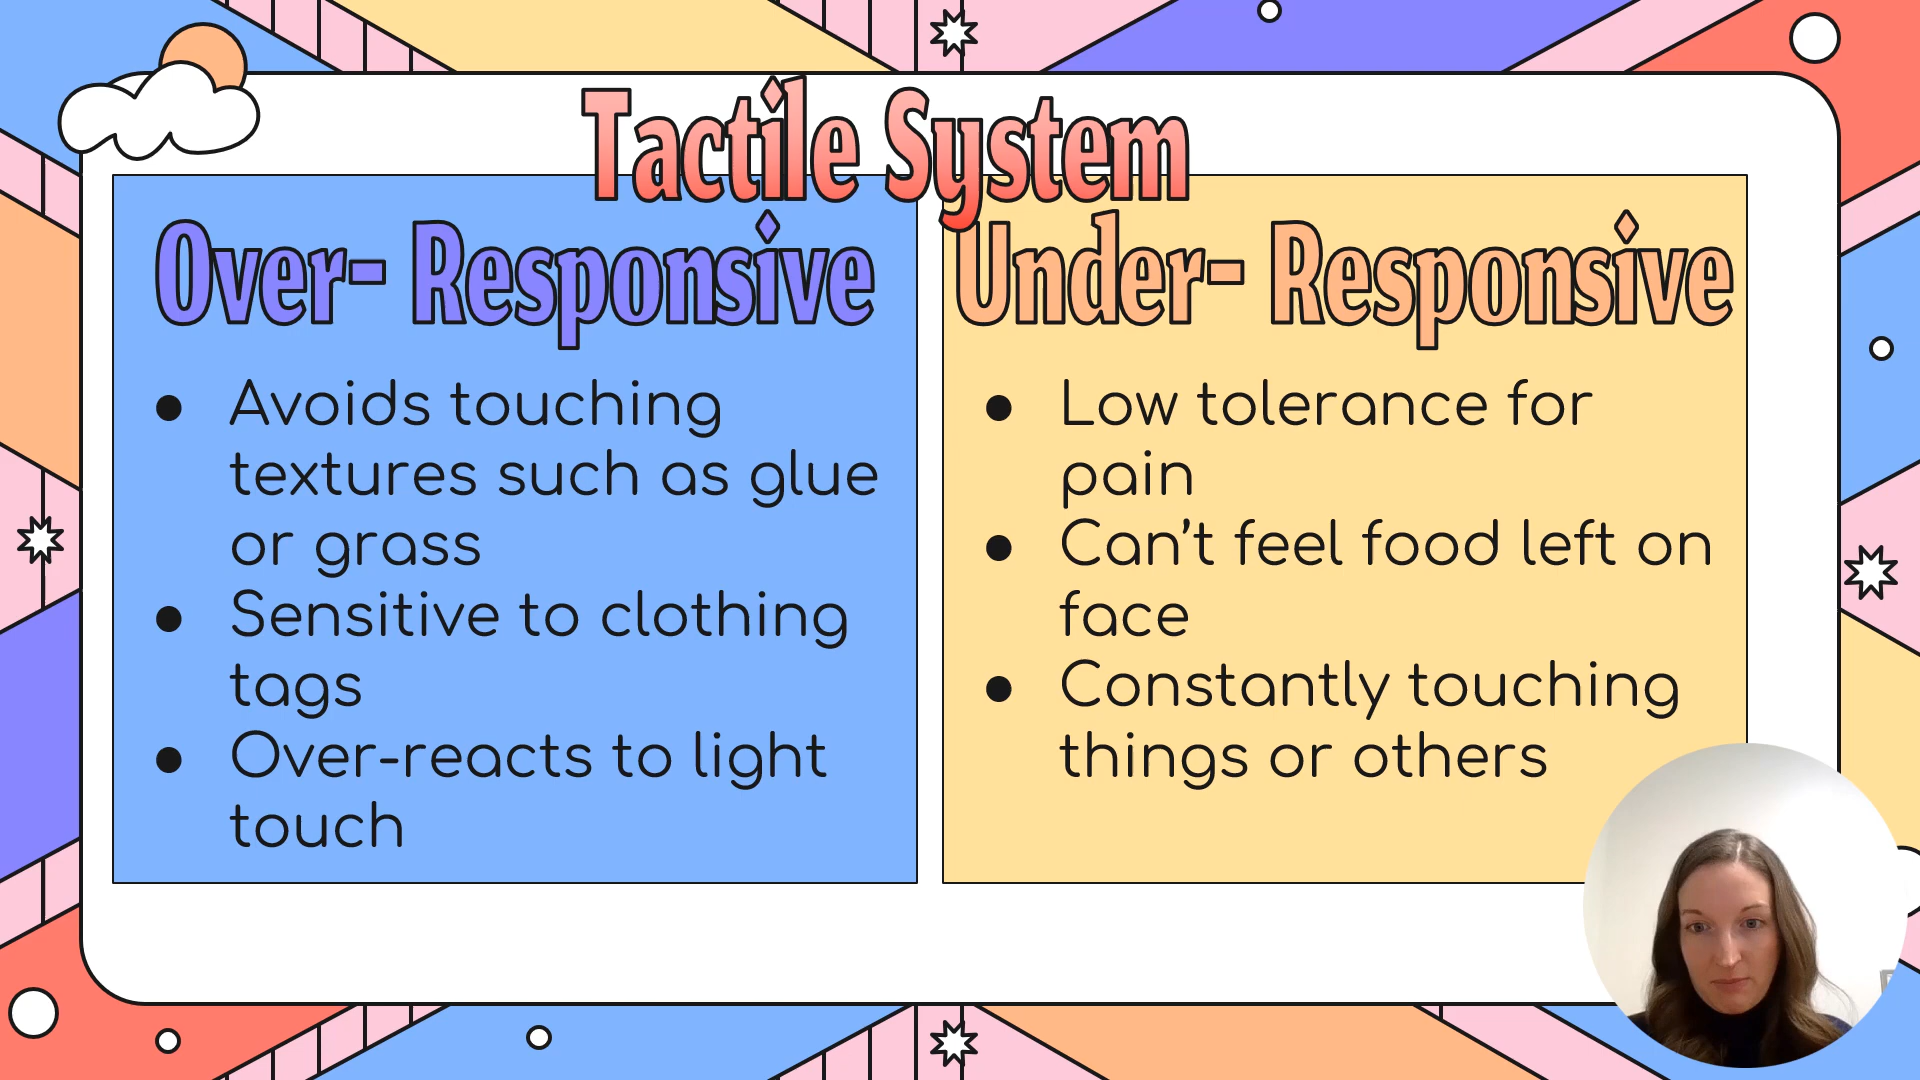 Tactile System
Over- Responsive
● Avoids touching
textures such as glue
or grass
● Sensitive to clothing
tags
● Over-reacts to light
touch
Under- Responsive
● Low tolerance for
pain
● Can’t feel food left on
face
● Constantly touching
things or others